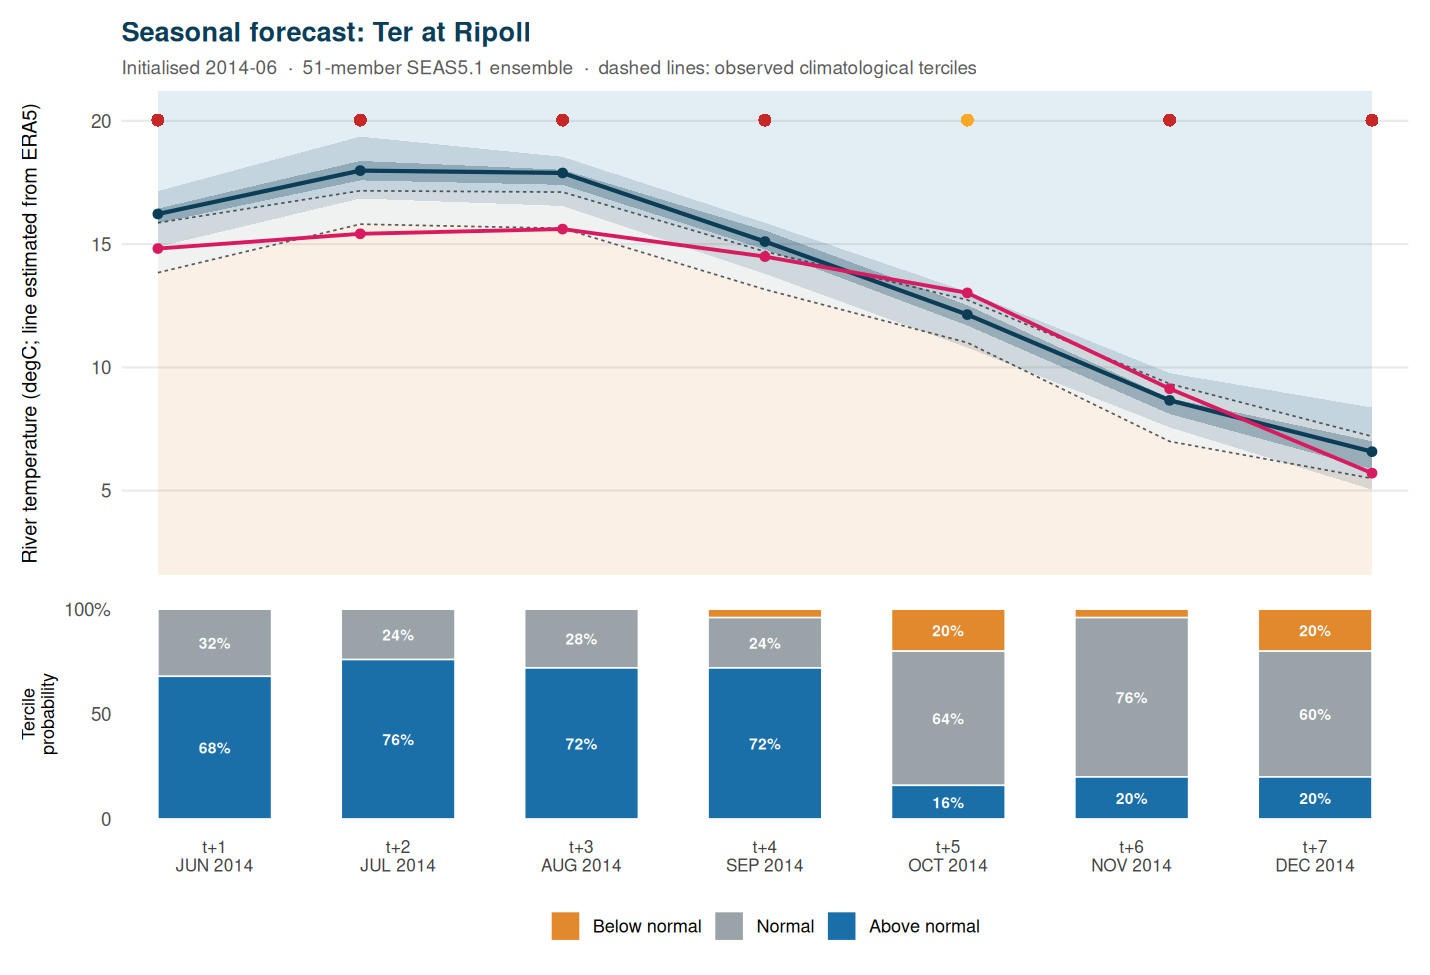 Seasonal forecast: Ter at Ripoll
Initialised 2014-06 · 51-member SEAS5.1 ensemble · dashed lines: observed climatological terciles
River temperature (degC; line estimated from ERA5)
20
15
10
5
Tercile
probability
100%
50
0
32% 24% 28% 24% 20% 76% 20%
68% 76% 72% 72% 64% 20% 60%
16% 20%
t+1 t+2 t+3 t+4 t+5 t+6 t+7
JUN 2014 JUL 2014 AUG 2014 SEP 2014 OCT 2014 NOV 2014 DEC 2014
Below normal Normal Above normal